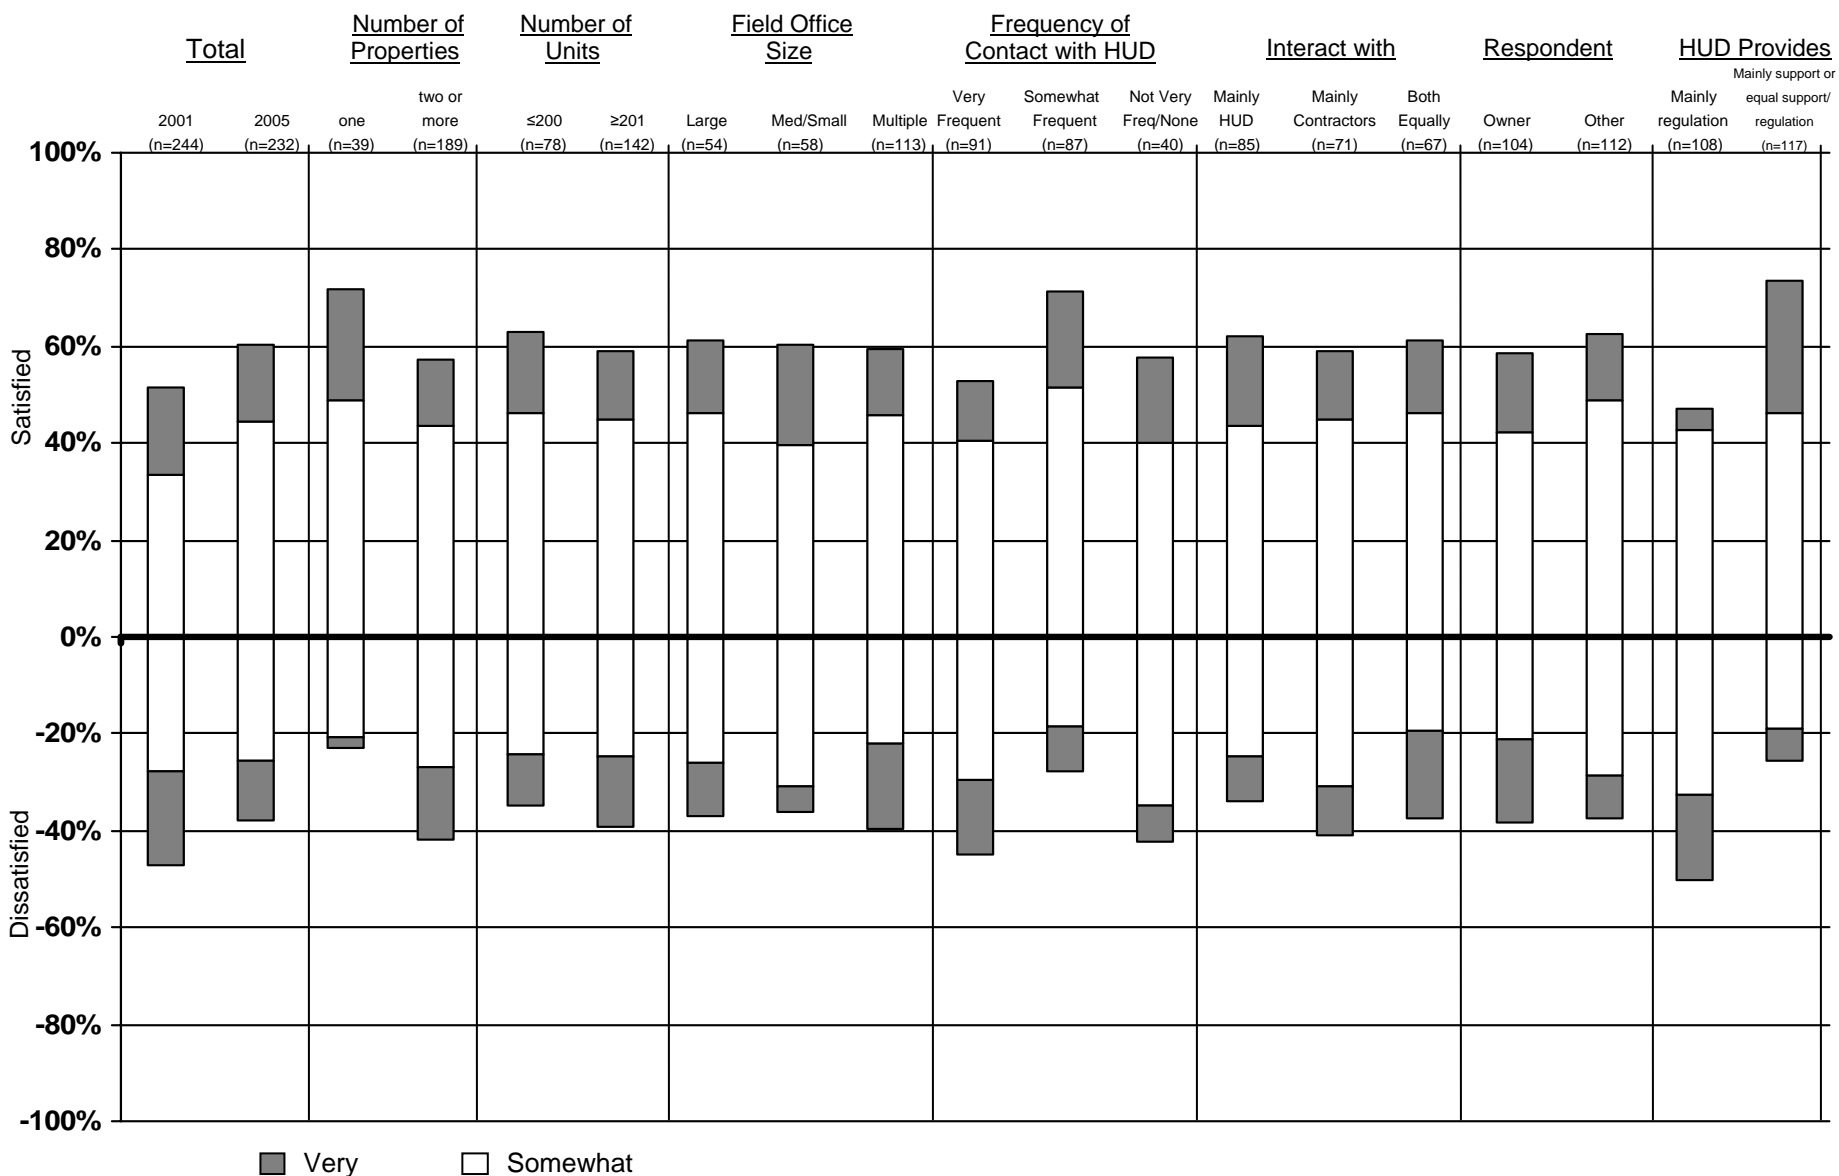 Total
Number of
Properties
Number of
Units
Field Office
Size
Frequency of
Contact with HUD
Interact with
Respondent
HUD Provides
2001
(n=244)
2005
(n=232)
one
(n=39)
two or
more
(n=189)
≤200
(n=78)
≥201
(n=142)
Large
(n=54)
Med/Small
(n=58)
Multiple
(n=113)
Very
Frequent
(n=91)
Somewhat
Frequent
(n=87)
Not Very
Freq/None
(n=40)
Mainly
HUD
(n=85)
Mainly
Contractors
(n=71)
Both
Equally
(n=67)
Owner
(n=104)
Other
(n=112)
Mainly
regulation
(n=108)
Mainly support or
equal support/
regulation
(n=117)
100%
80%
60%
40%
20%
0%
-20%
-40%
-60%
-80%
-100%
Satisfied
Dissatisfied
Very
Somewhat